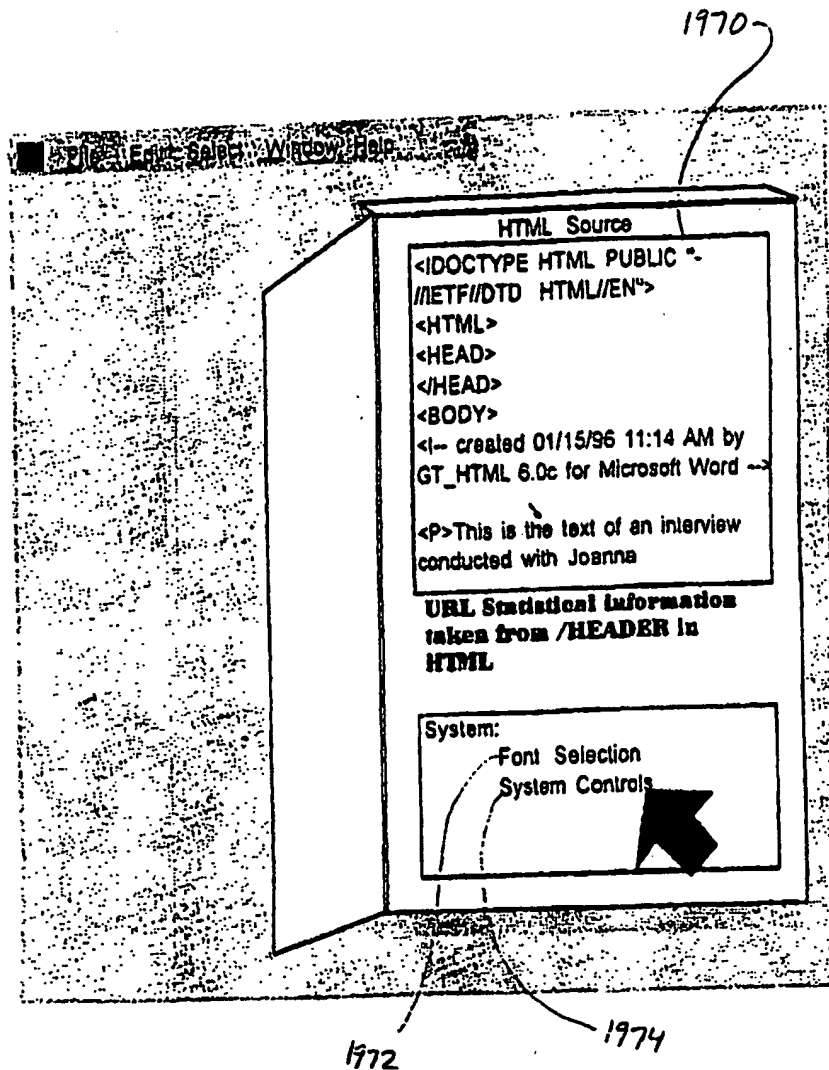 1970
File Edit Select Window Help
HTML Source
<!DOCTYPE HTML PUBLIC "-
//IETF//DTD HTML//EN">
<HTML>
<HEAD>
</HEAD>
<BODY>
<!-- created 01/15/96 11:14 AM by
GT_HTML 6.0c for Microsoft Word -->
<P>This is the text of an interview
conducted with Joanna
URL Statistical information
taken from /HEADER in
HTML
System:
Font Selection
System Controls
1972
1974